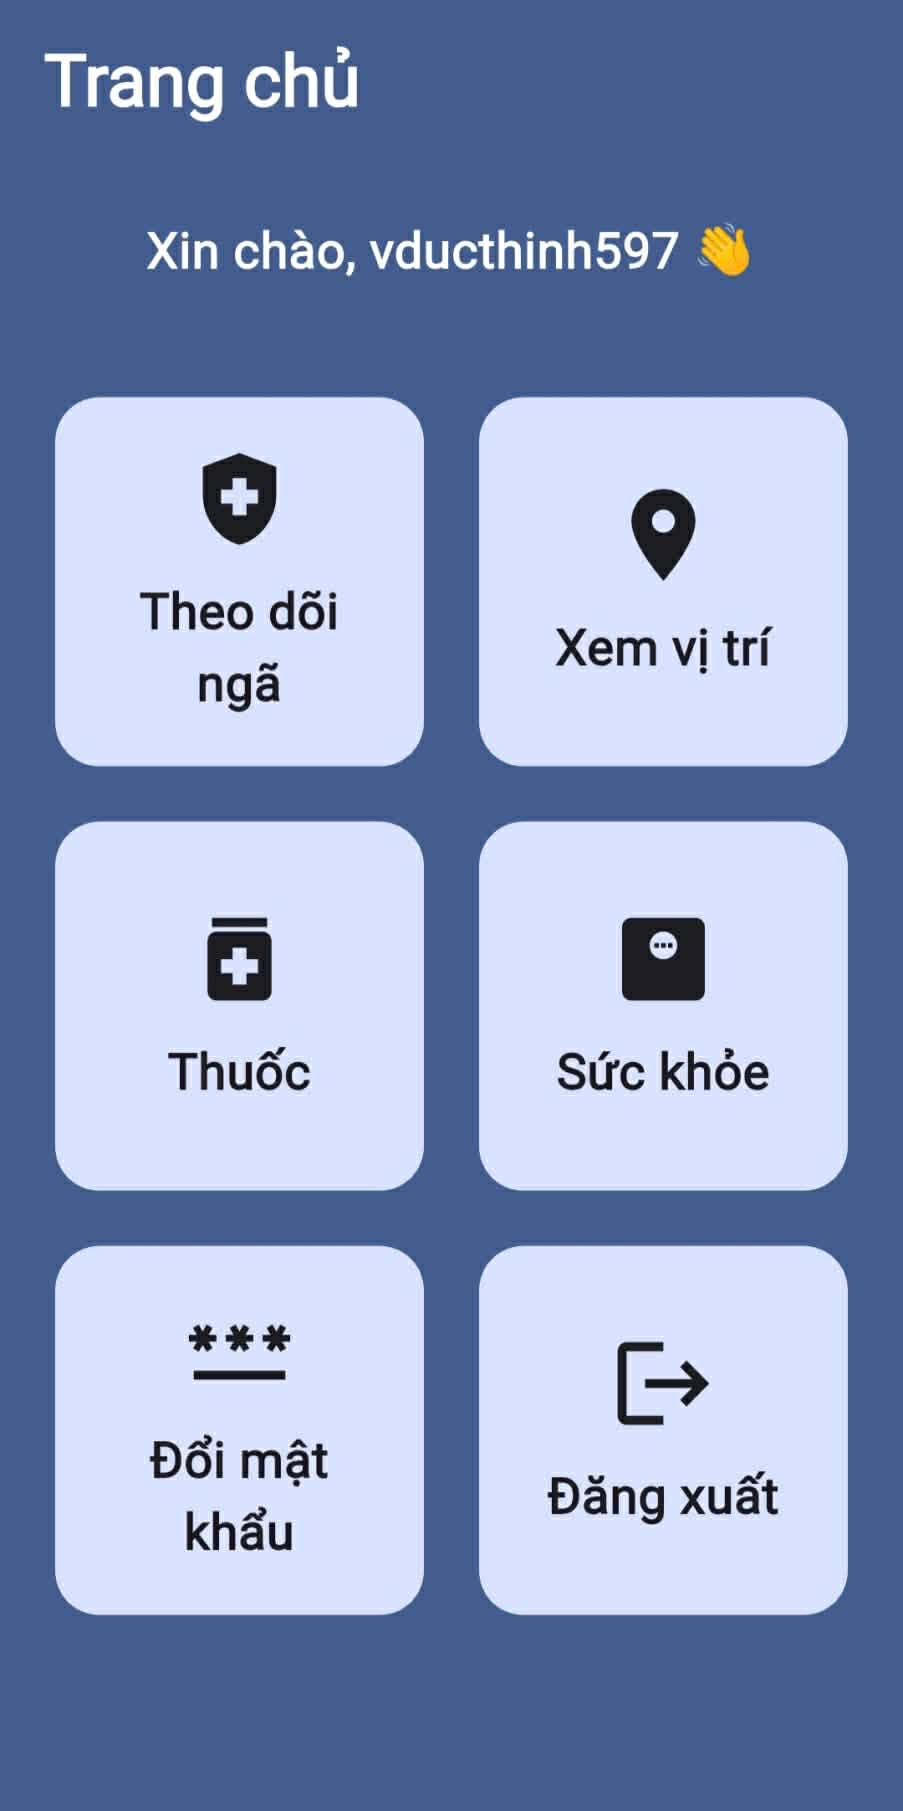 Trang chủ
Xin chào, vducthinh597 👋
Theo dõi
ngã
Xem vị trí
Thuốc
Sức khỏe
Đổi mật
khẩu
Đăng xuất